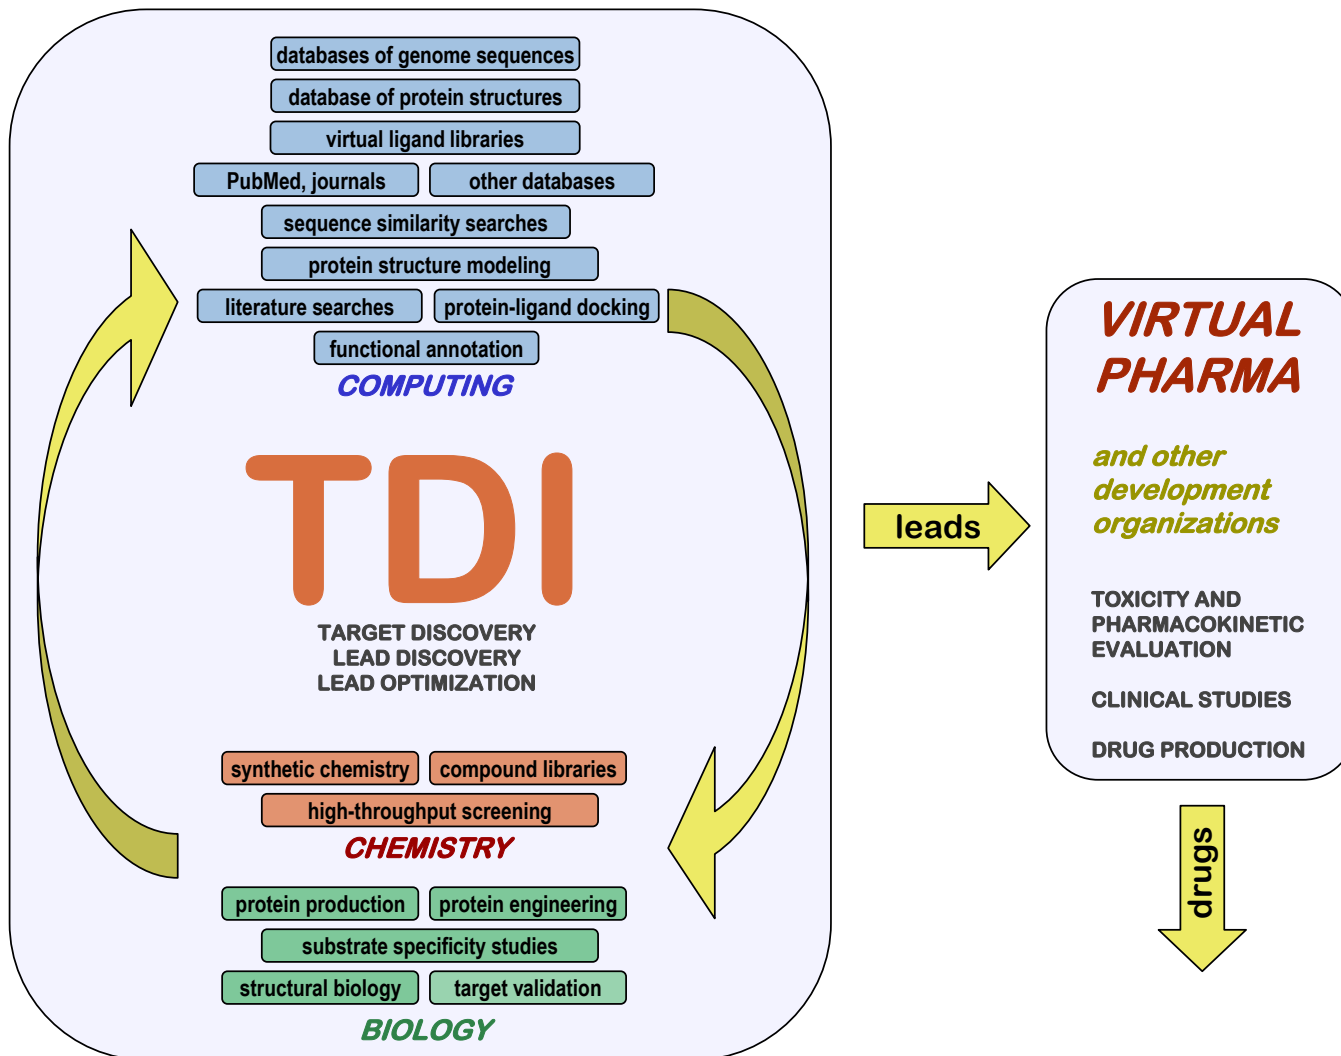 databases of genome sequences
database of protein structures
virtual ligand libraries
PubMed, journals
other databases
sequence similarity searches
protein structure modeling
literature searches
protein-ligand docking
functional annotation
COMPUTING
TDI
TARGET DISCOVERY
LEAD DISCOVERY
LEAD OPTIMIZATION
synthetic chemistry
compound libraries
high-throughput screening
CHEMISTRY
protein production
protein engineering
substrate specificity studies
structural biology
target validation
BIOLOGY
leads
VIRTUAL
PHARMA
and other
development
organizations
TOXICITY AND
PHARMACOKINETIC
EVALUATION
CLINICAL STUDIES
DRUG PRODUCTION
drugs